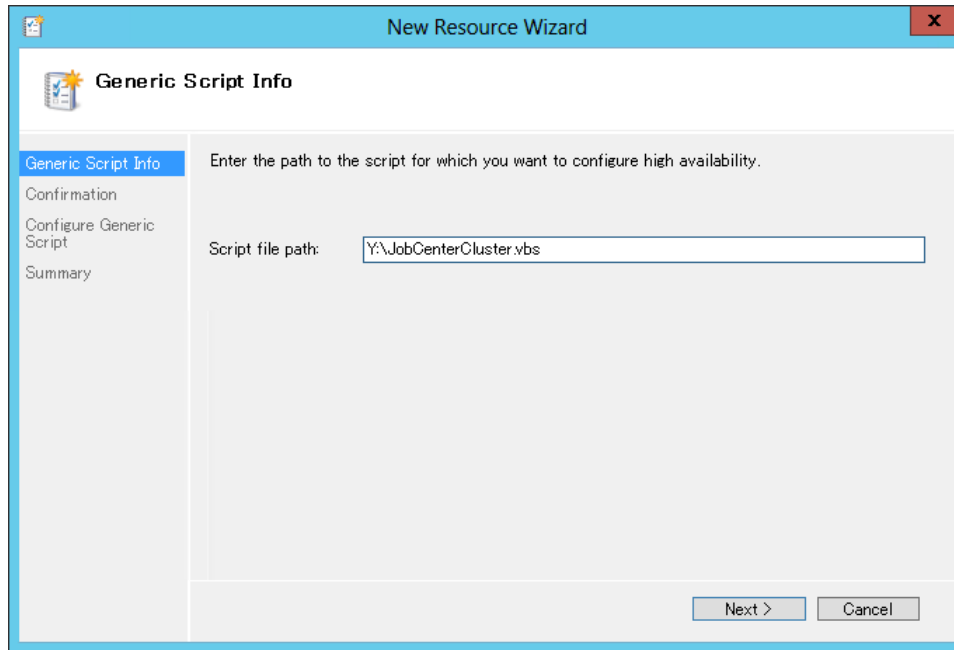 New Resource Wizard
x
Generic Script Info
Generic Script Info
Confirmation
Configure Generic
Script
Summary
Enter the path to the script for which you want to configure high availability.
Script file path:
Y:\JobCenterCluster.vbs
Next >
Cancel